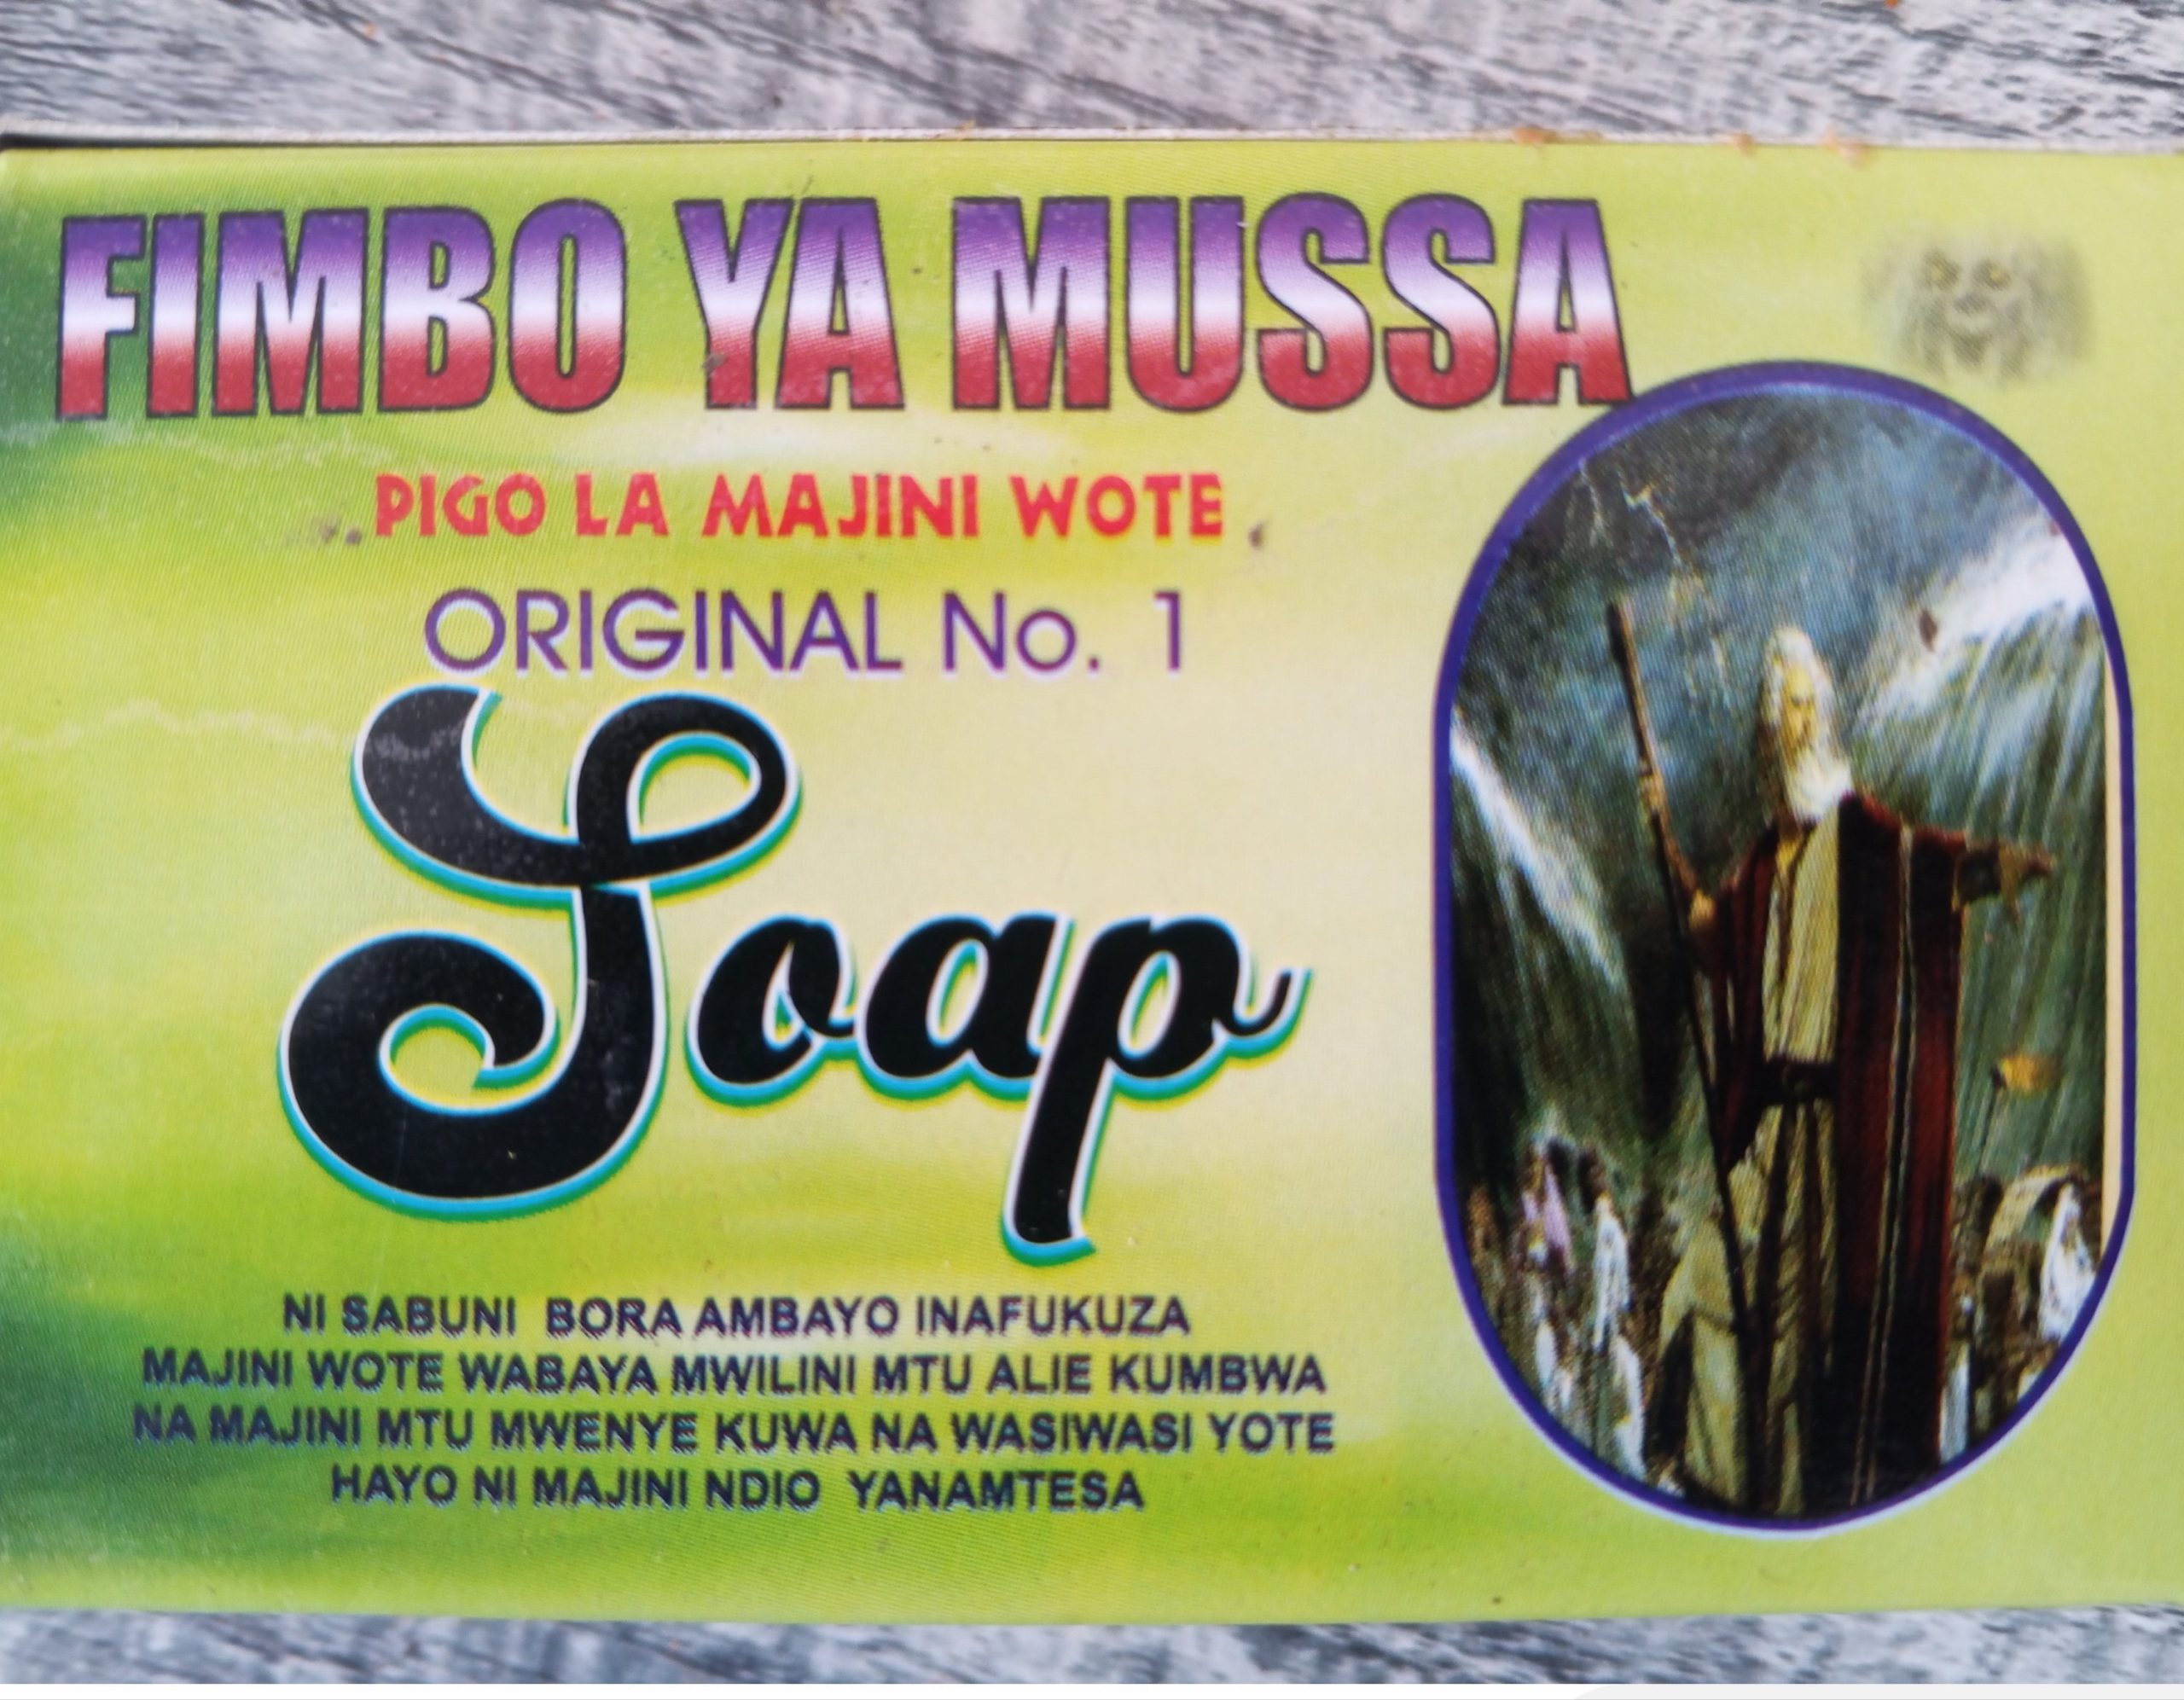 FIMBO YA MUSSA
PIGO LA MAJINI WOTE
ORIGINAL No. 1
Soap
NI SABUNI BORA AMBAYO INAFUKUZA
MAJINI WOTE WABAYA MWILINI MTU ALIE KUMBWA
NA MAJINI MTU MWENYE KUWA NA WASIWASI YOTE
HAYO NI MAJINI NDIO YANAMTESA